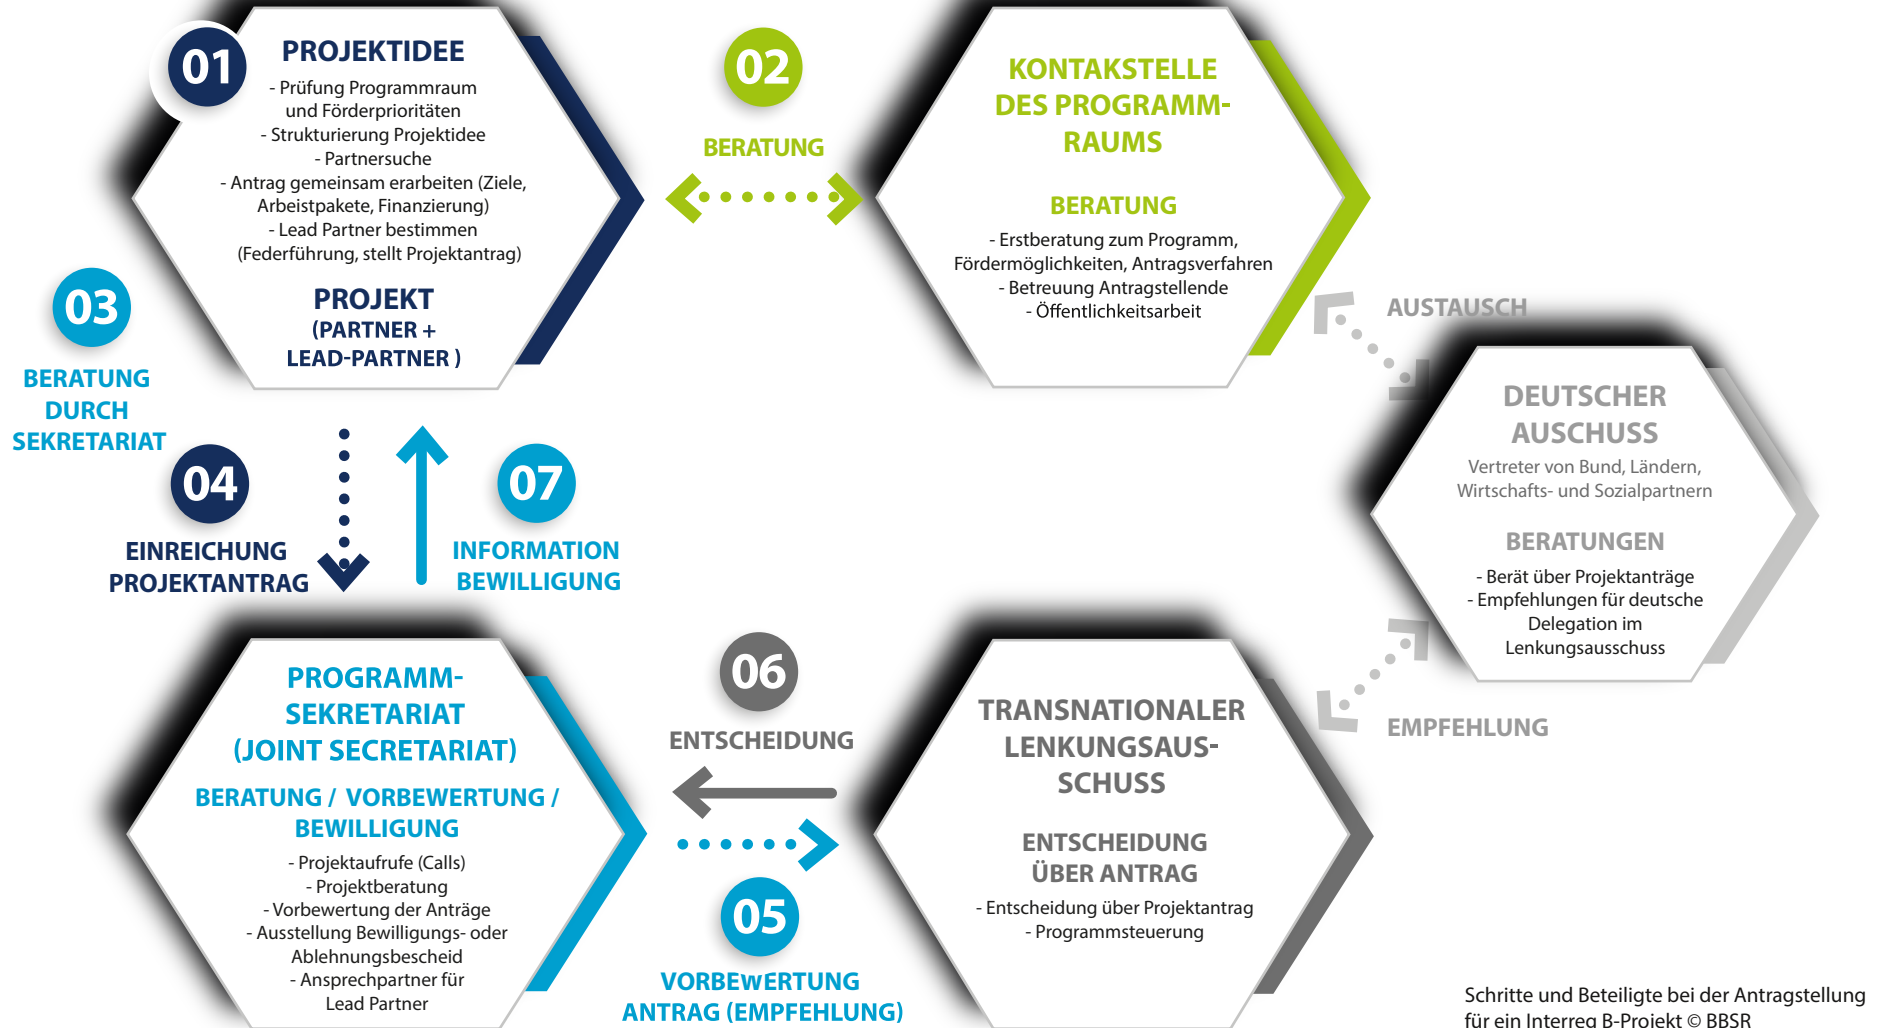 01
PROJEKTIDEE
- Prüfung Programmraum
und Förderprioritäten
- Strukturierung Projektidee
- Partnersuche
- Antrag gemeinsam erarbeiten (Ziele,
Arbeistpakete, Finanzierung)
- Lead Partner bestimmen
(Federführung, stellt Projektantrag)
PROJEKT
(PARTNER +
LEAD-PARTNER )
02
BERATUNG
KONTAKSTELLE
DES PROGRAMM-
RAUMS
BERATUNG
- Erstberatung zum Programm,
Fördermöglichkeiten, Antragsverfahren
- Betreuung Antragstellende
- Öffentlichkeitsarbeit
03
BERATUNG
DURCH
SEKRETARIAT
04
EINREICHUNG
PROJEKTANTRAG
07
INFORMATION
BEWILLIGUNG
AUSTAUSCH
DEUTSCHER
AUSCHUSS
Vertreter von Bund, Ländern,
Wirtschafts- und Sozialpartnern
BERATUNGEN
- Berät über Projektanträge
- Empfehlungen für deutsche
Delegation im
Lenkungsausschuss
EMPFEHLUNG
PROGRAMM-
SEKRETARIAT
(JOINT SECRETARIAT)
BERATUNG / VORBEWERTUNG /
BEWILLIGUNG
- Projektaufrufe (Calls)
- Projektberatung
- Vorbewertung der Anträge
- Ausstellung Bewilligungs- oder
Ablehnungsbescheid
- Ansprechpartner für
Lead Partner
06
ENTSCHEIDUNG
05
VORBEwERTUNG
ANTRAG (EMPFEHLUNG)
TRANSNATIONALER
LENKUNGSAUS-
SCHUSS
ENTSCHEIDUNG
ÜBER ANTRAG
- Entscheidung über Projektantrag
- Programmsteuerung
Schritte und Beteiligte bei der Antragstellung
für ein Interreg B-Projekt © BBSR